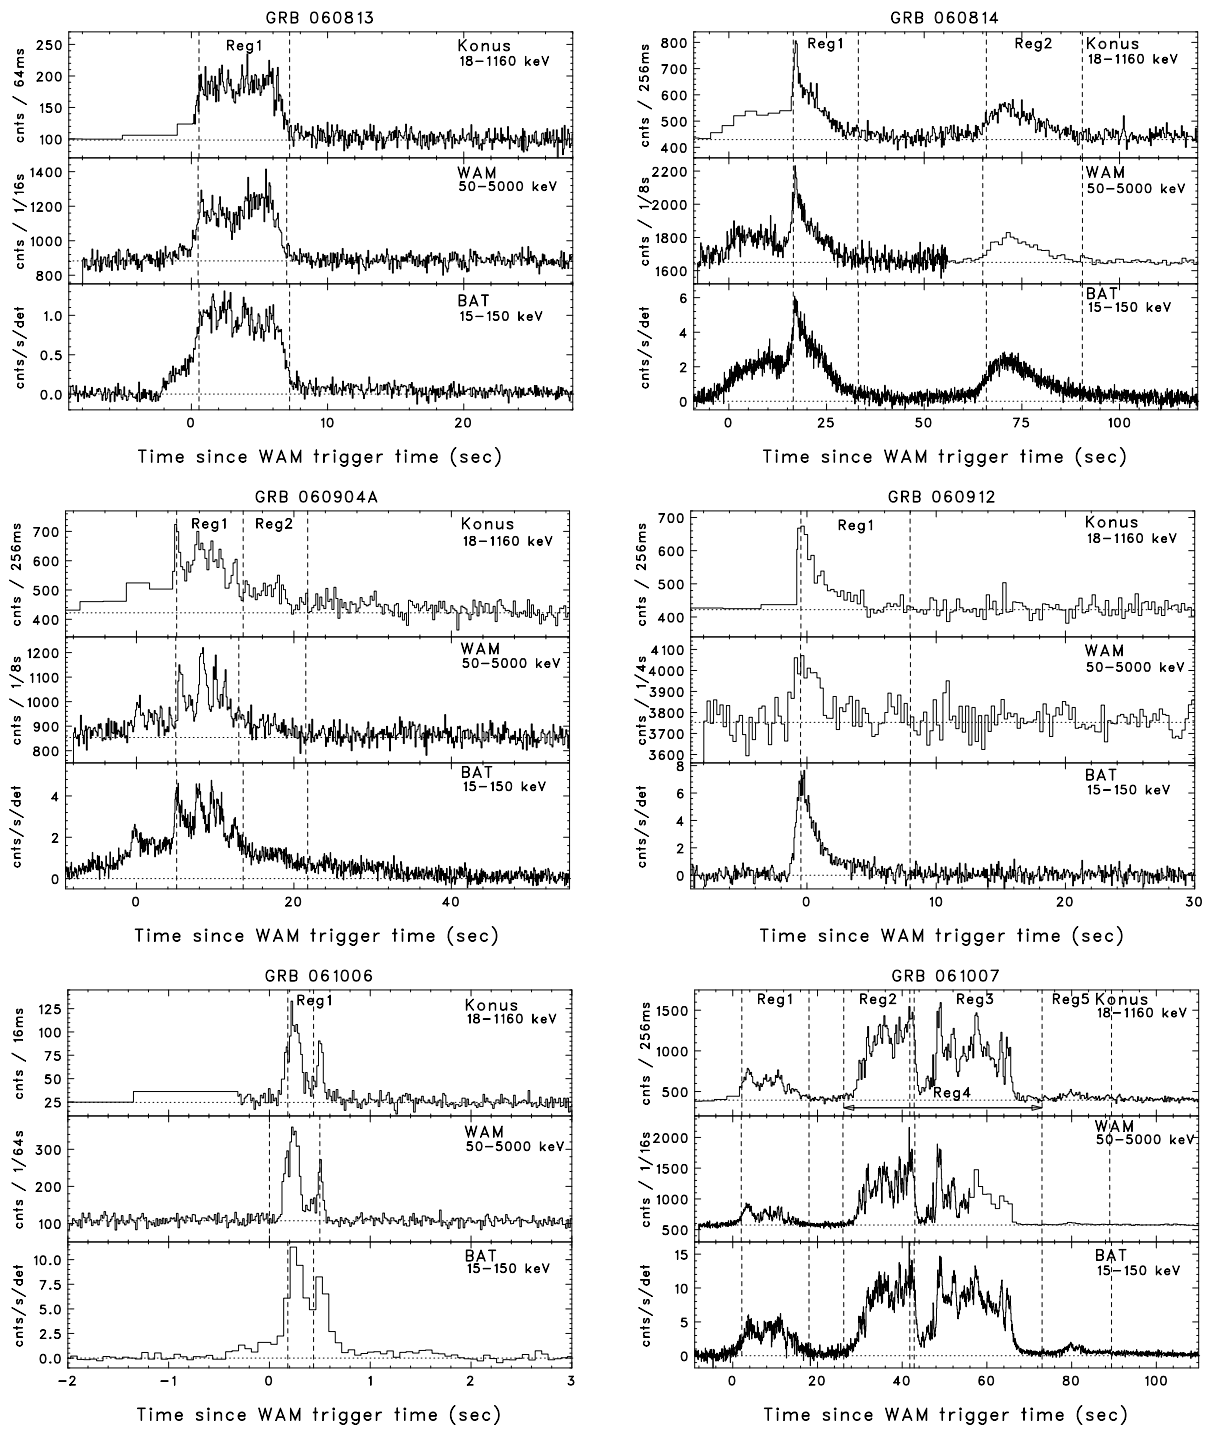 GRB 060813
Reg1
Konus
18–1160 keV
cnts / 64ms
250
200
150
100
WAM
50–5000 keV
cnts / 1/16s
1400
1200
1000
800
BAT
15–150 keV
cnts/s/det
1.0
0.5
0.0
0 10 20
Time since WAM trigger time (sec)
GRB 060814
Reg1 Reg2
Konus
18–1160 keV
cnts / 256ms
800
700
600
500
400
WAM
50–5000 keV
cnts / 1/8s
2200
2000
1800
1600
BAT
15–150 keV
cnts/s/det
6
4
2
0
0 25 50 75 100
Time since WAM trigger time (sec)
GRB 060904A
Reg1 Reg2
Konus
18–1160 keV
cnts / 256ms
700
600
500
400
WAM
50–5000 keV
cnts / 1/8s
1200
1100
1000
900
800
BAT
15–150 keV
cnts/s/det
4
2
0
0 20 40
Time since WAM trigger time (sec)
GRB 060912
Reg1
Konus
18–1160 keV
cnts / 256ms
700
600
500
400
WAM
50–5000 keV
cnts / 1/4s
4100
4000
3900
3800
3700
3600
BAT
15–150 keV
cnts/s/det
8
6
4
2
0
0 10 20 30
Time since WAM trigger time (sec)
GRB 061006
Reg1
Konus
18–1160 keV
cnts / 16ms
125
100
75
50
25
WAM
50–5000 keV
cnts / 1/64s
300
200
100
BAT
15–150 keV
cnts/s/det
10.0
7.5
5.0
2.5
0.0
−2 −1 0 1 2 3
Time since WAM trigger time (sec)
GRB 061007
Reg1 Reg2 Reg3 Reg5
Konus
18–1160 keV
Reg4
cnts / 256ms
1500
1000
500
WAM
50–5000 keV
cnts / 1/16s
2000
1500
1000
500
BAT
15–150 keV
cnts/s/det
15
10
5
0
0 20 40 60 80 100
Time since WAM trigger time (sec)